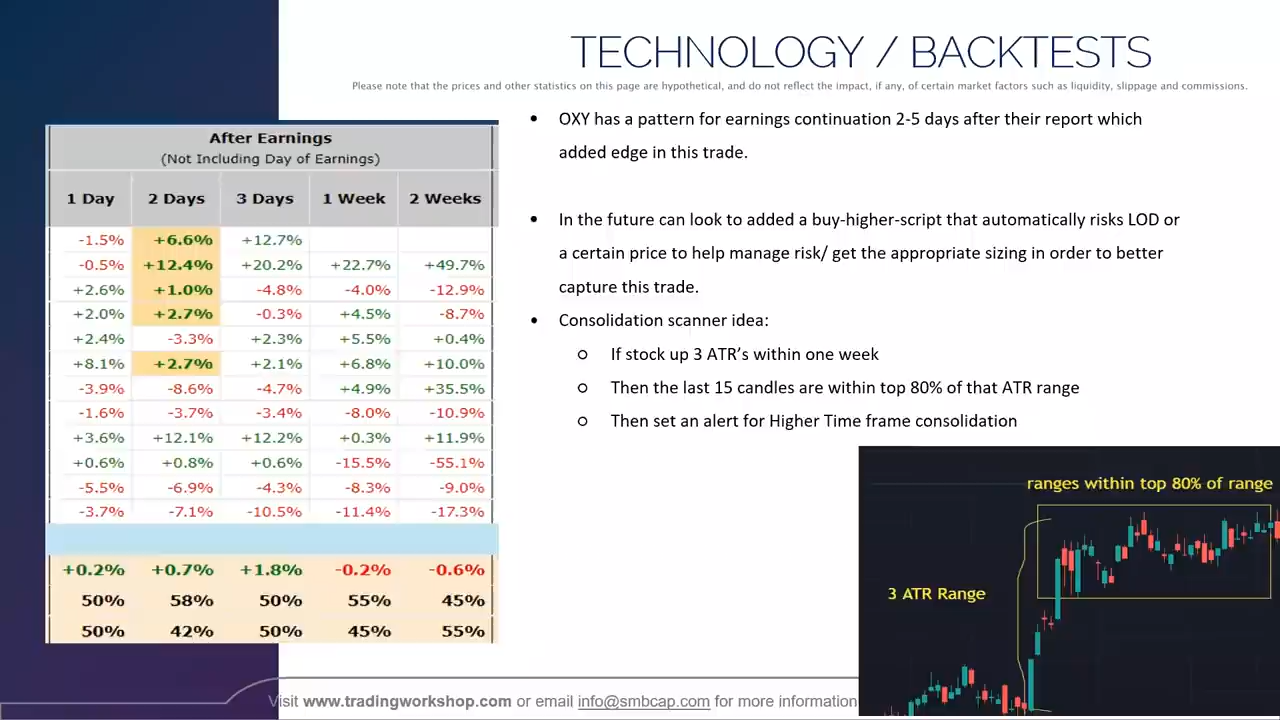 TECHNOLOGY / BACKTESTS
Please note that the prices and other statistics on this page are hypothetical, and do not reflect the impact, if any, of certain market factors such as liquidity, slippage and commissions.
After Earnings
(Not Including Day of Earnings)
1 Day 2 Days 3 Days 1 Week 2 Weeks
-1.5% +6.6% +12.7%
-0.5% +12.4% +20.2% +22.7% +49.7%
+2.6% +1.0% -4.8% -4.0% -12.9%
+2.0% +2.7% -0.3% +4.5% -8.7%
+2.4% -3.3% +2.3% +5.5% +0.4%
+8.1% +2.7% +2.1% +6.8% +10.0%
-3.9% -8.6% -4.7% +4.9% +35.5%
-1.6% -3.7% -3.4% -8.0% -10.9%
+3.6% +12.1% +12.2% +0.3% +11.9%
+0.6% +0.8% +0.6% -15.5% -55.1%
-5.5% -6.9% -4.3% -8.3% -9.0%
-3.7% -7.1% -10.5% -11.4% -17.3%
+0.2% +0.7% +1.8% -0.2% -0.6%
50% 58% 50% 55% 45%
50% 42% 50% 45% 55%
• OXY has a pattern for earnings continuation 2-5 days after their report which
added edge in this trade.
• In the future can look to added a buy-higher-script that automatically risks LOD or
a certain price to help manage risk/ get the appropriate sizing in order to better
capture this trade.
• Consolidation scanner idea:
o If stock up 3 ATR's within one week
o Then the last 15 candles are within top 80% of that ATR range
o Then set an alert for Higher Time frame consolidation
ranges within top 80% of range
3 ATR Range
Visit www.tradingworkshop.com or email info@smbcap.com for more information